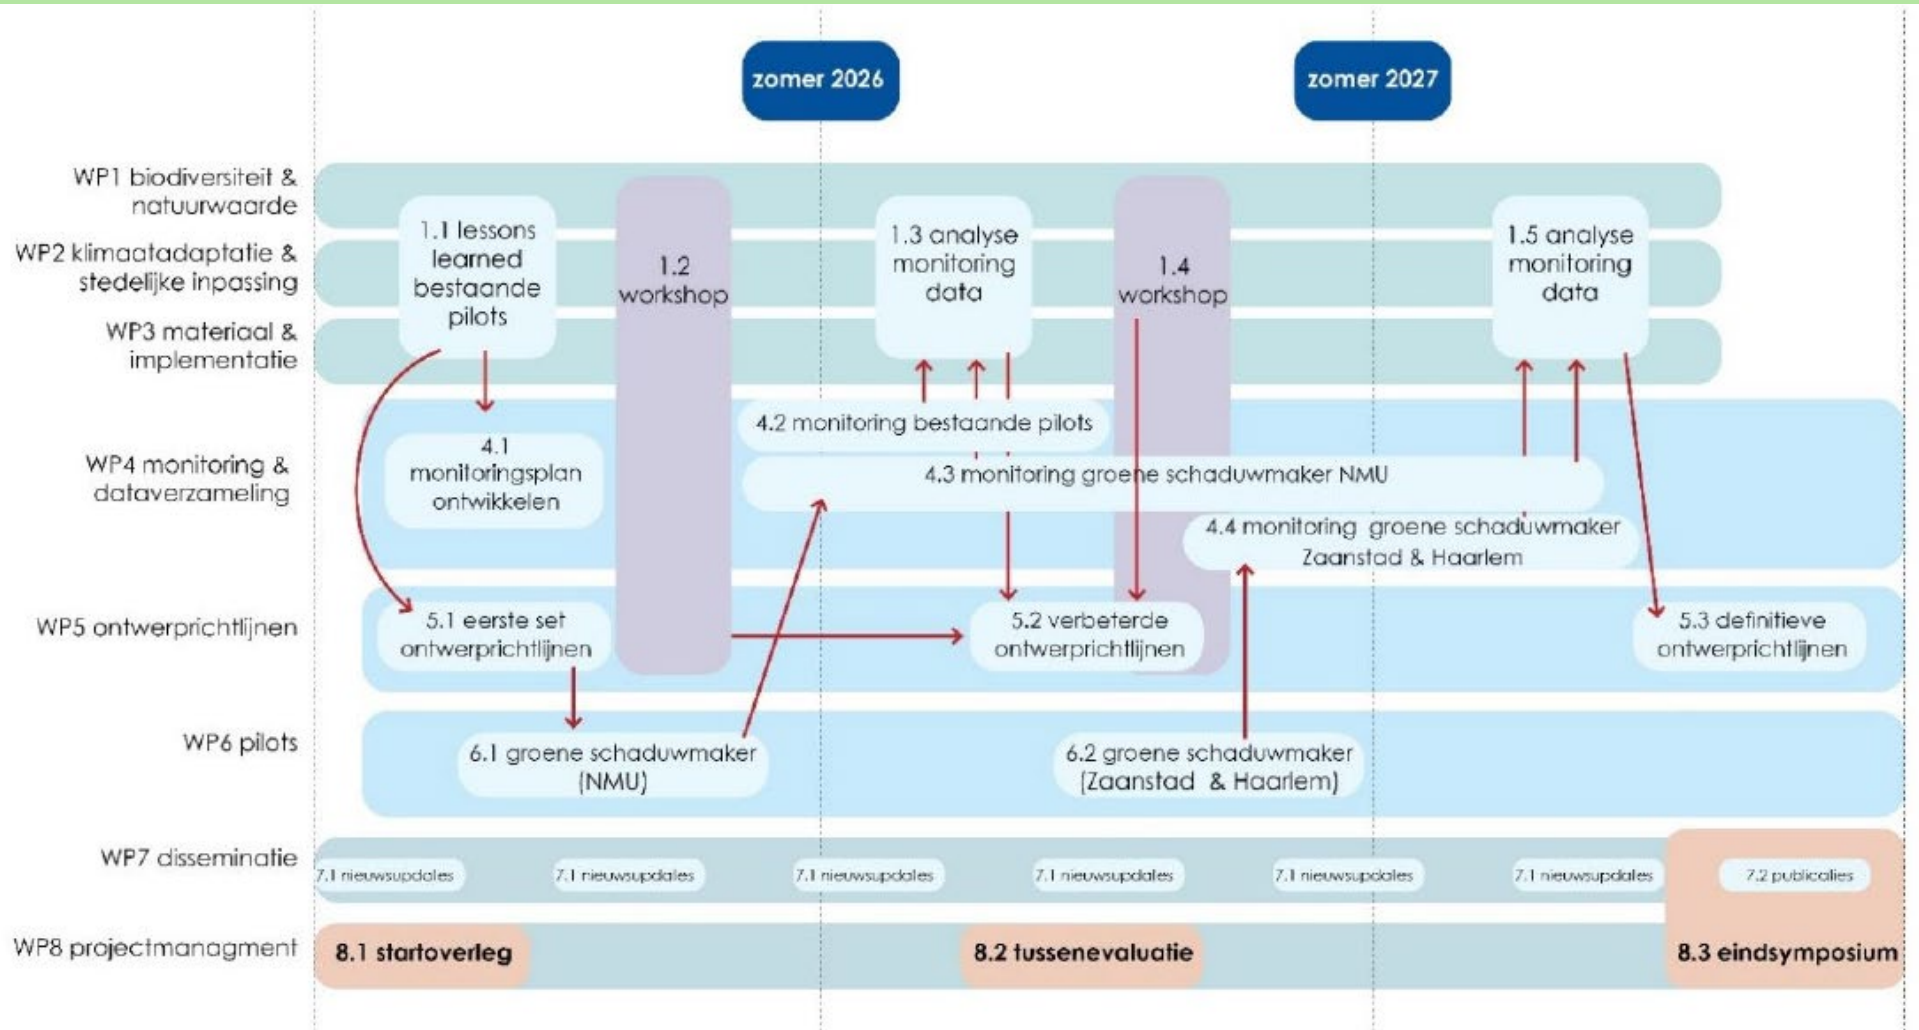 zomer 2026
zomer 2027
WP1 biodiversiteit &
natuurwaarde
WP2 klimaatadaptatie &
stedelijke inpassing
WP3 materiaal &
implementatie
1.1 lessons
learned
bestaande
pilots
1.2
workshop
1.3 analyse
monitoring
data
1.4
workshop
1.5 analyse
monitoring
data
WP4 monitoring &
dataverzameling
4.1
monitoringsplan
ontwikkelen
4.2 monitoring bestaande pilots
4.3 monitoring groene schaduwmaker NMU
4.4 monitoring groene schaduwmaker
Zaanstad & Haarlem
WP5 ontwerprichtlijnen
5.1 eerste set
ontwerprichtlijnen
5.2 verbeterde
ontwerprichtlijnen
5.3 definitieve
ontwerprichtlijnen
WP6 pilots
6.1 groene schaduwmaker
(NMU)
6.2 groene schaduwmaker
(Zaanstad & Haarlem)
WP7 disseminatie
7.1 nieuwsupdates
7.1 nieuwsupdates
7.1 nieuwsupdates
7.1 nieuwsupdates
7.1 nieuwsupdates
7.1 nieuwsupdates
7.2 publicaties
WP8 projectmanagment
8.1 startoverleg
8.2 tussenevaluatie
8.3 eindsymposium